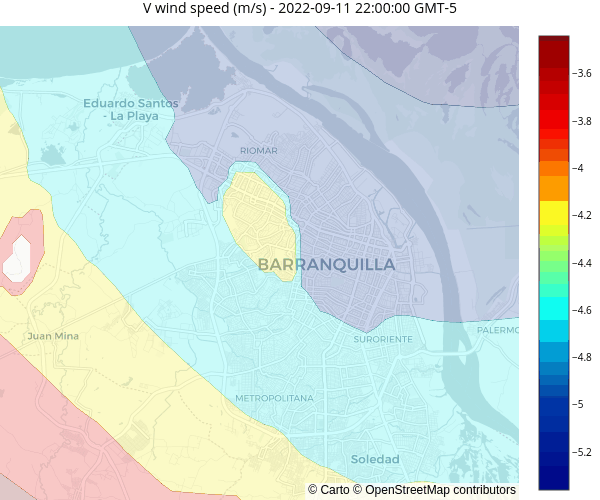 V wind speed (m/s) - 2022-09-11 22:00:00 GMT-5
−3.6
Eduardo Santos
- La Playa
−3.8
RIOMAR
−4
−4.2
BARRANQUILLA
−4.4
−4.6
PALERMO
Juan Mina
SURORIENTE
−4.8
METROPOLITANA
−5
Soledad
−5.2
© Carto © OpenStreetMap contributors